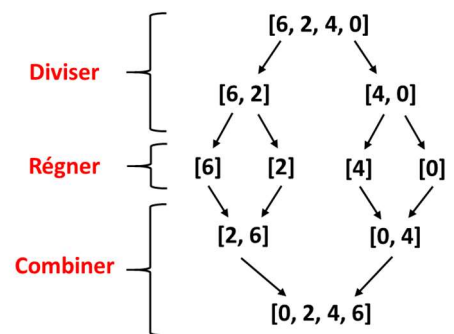 [6, 2, 4, 0]
Diviser
[6, 2] [4, 0]
Régner
[6] [2] [4] [0]
[2, 6] [0, 4]
Combiner
[0, 2, 4, 6]